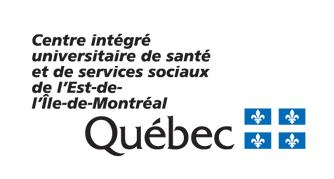 Centre intégré
universitaire de santé
et de services sociaux
de l'Est-de-
l'Île-de-Montréal
Québec